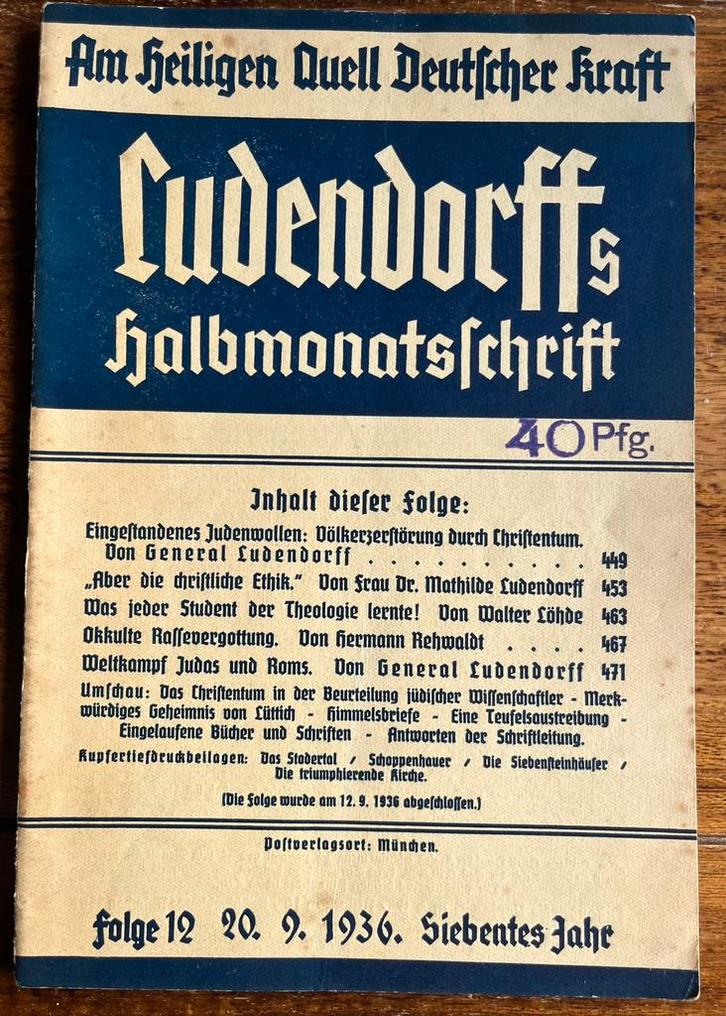 Am Heiligen Quell Deutscher Kraft
Ludendorffs
Halbmonatsschrift
40 Pfg.
Inhalt dieser Folge:
Eingestandenes Judenwollen: Völkerzerstörung durch Christentum.
Von General Ludendorff . . . . . . . . . . 449
„Aber die christliche Ethik.“ Von Frau Dr. Mathilde Ludendorff 453
Was jeder Student der Theologie lernte! Von Walter Löhde 463
Okkulte Rassevergottung. Von Hermann Rehwaldt . . . . 467
Weltkampf Judas und Roms. Von General Ludendorff 471
Umschau: Das Christentum in der Beurteilung jüdischer Wissenschaftler - Merk-
würdiges Geheimnis von Lüttich - Himmelsbriefe - Eine Teufelsaustreibung -
Eingelaufene Bücher und Schriften - Antworten der Schriftleitung.
Kupfertiefdruckbeilagen: Das Stodertal / Schoppenhauer / Die Siebensteinhäuser /
Die triumphierende Kirche.
(Die Folge wurde am 12. 9. 1936 abgeschlossen.)
Postverlagsort: München.
Folge 12 20. 9. 1936. Siebentes Jahr